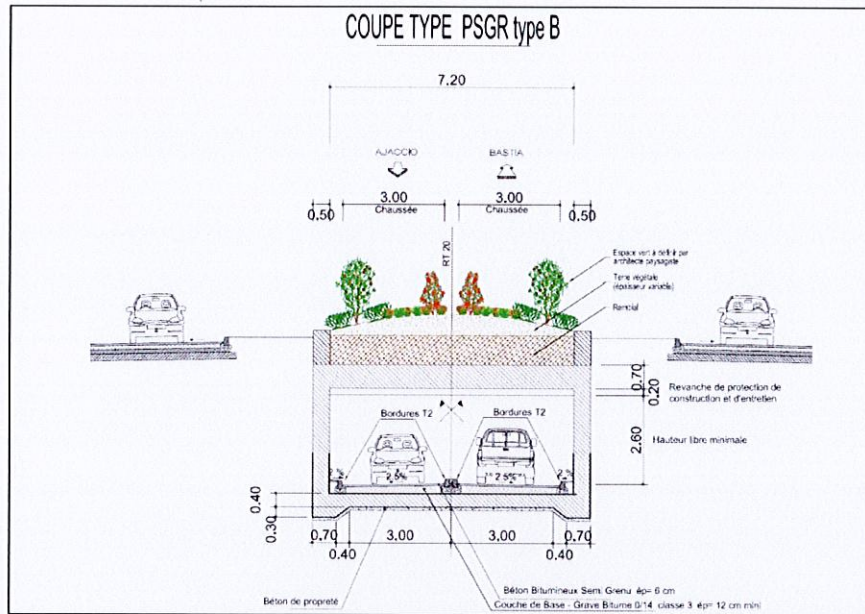 COUPE TYPE PSGR type B
7.20
AJACCIO
BASTIA
3.00
3.00
Chaussée
Chaussée
0.50
0.50
RT 20
Espace vert à definir par
architecte paysagiste
Terre végétale
(épaisseur variable)
Remblai
0.70
0.20
Revanche de protection de
construction et d'entretien
Bordures T2
Bordures T2
2.60
Hauteur libre minimale
2.5%
2.5%
0.40
0.30
0.70
3.00
3.00
0.70
0.40
0.40
Béton de propreté
Béton Bitumineux Semi Grenu ép= 6 cm
Couche de Base - Grave Bitume 0/14 classe 3 ép= 12 cm mini